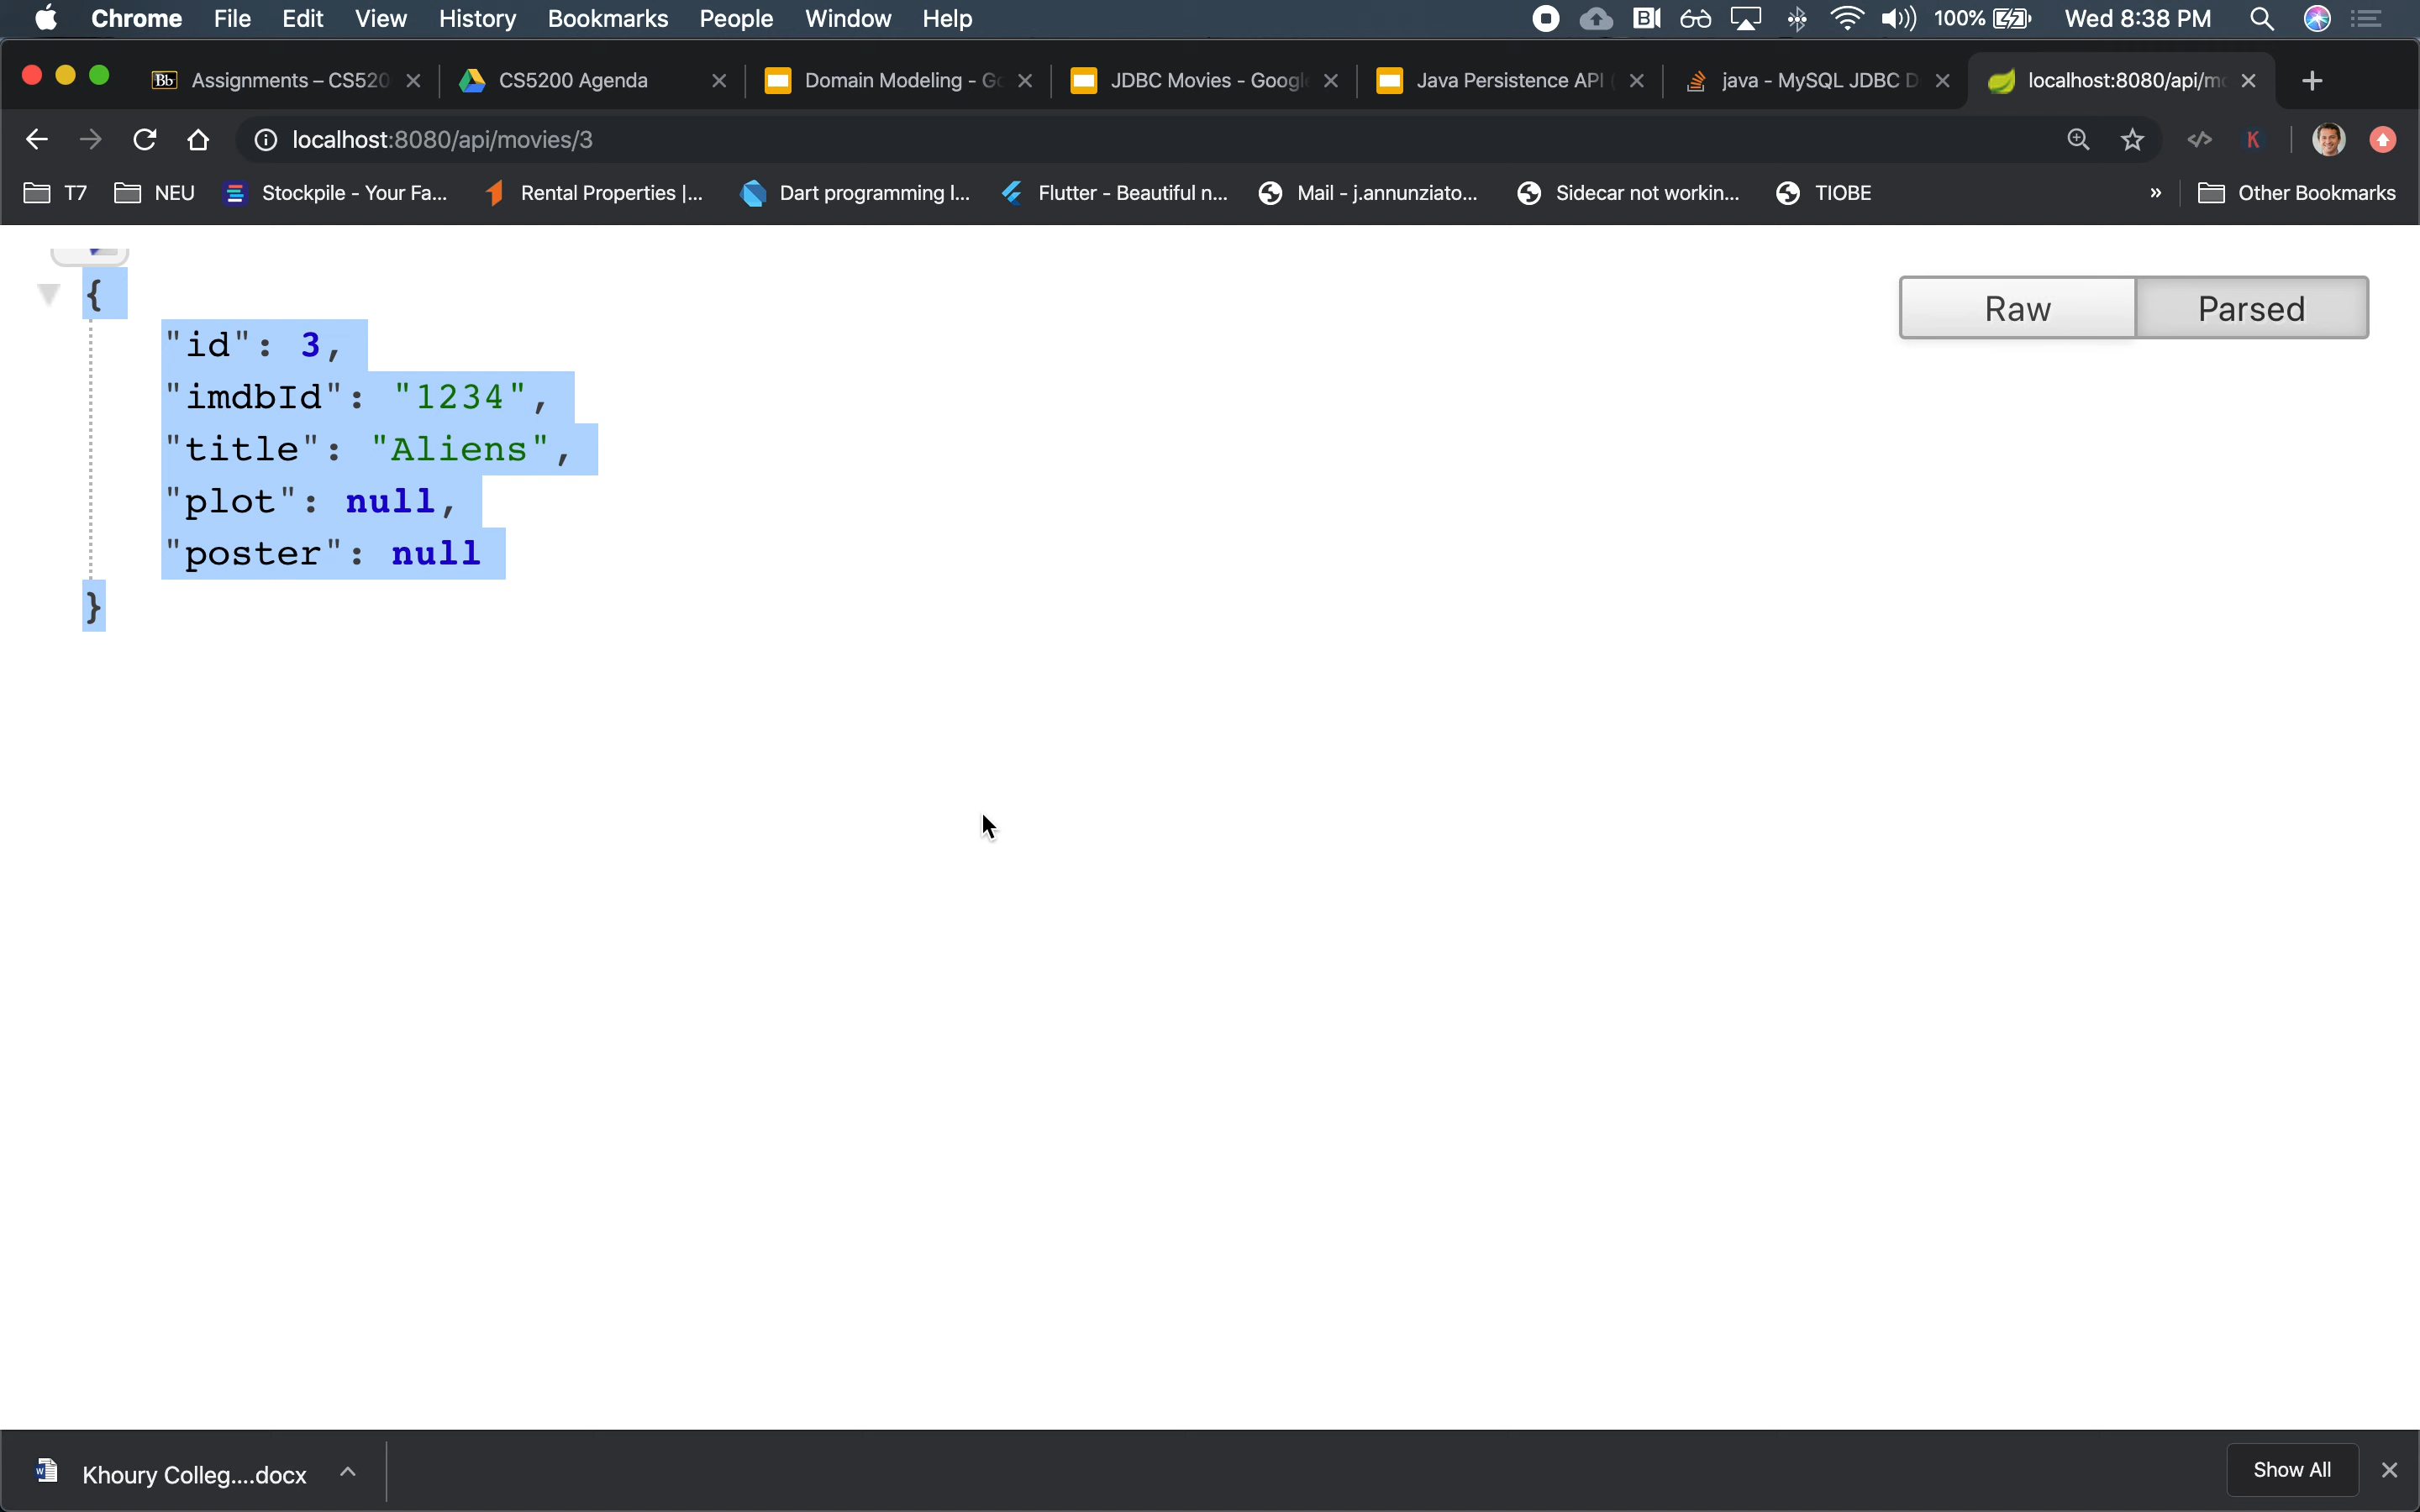 Chrome File Edit View History Bookmarks People Window Help 100% Wed 8:38 PM
Bb Assignments – CS520 CS5200 Agenda Domain Modeling - Go JDBC Movies - Googl Java Persistence API ( java - MySQL JDBC D localhost:8080/api/mo
localhost:8080/api/movies/3
T7 NEU Stockpile - Your Fa... Rental Properties |... Dart programming l... Flutter - Beautiful n... Mail - j.annunziato... Sidecar not workin... TIOBE » Other Bookmarks
Raw Parsed
{
"id": 3,
"imdbId": "1234",
"title": "Aliens",
"plot": null,
"poster": null
}
Khoury Colleg....docx Show All